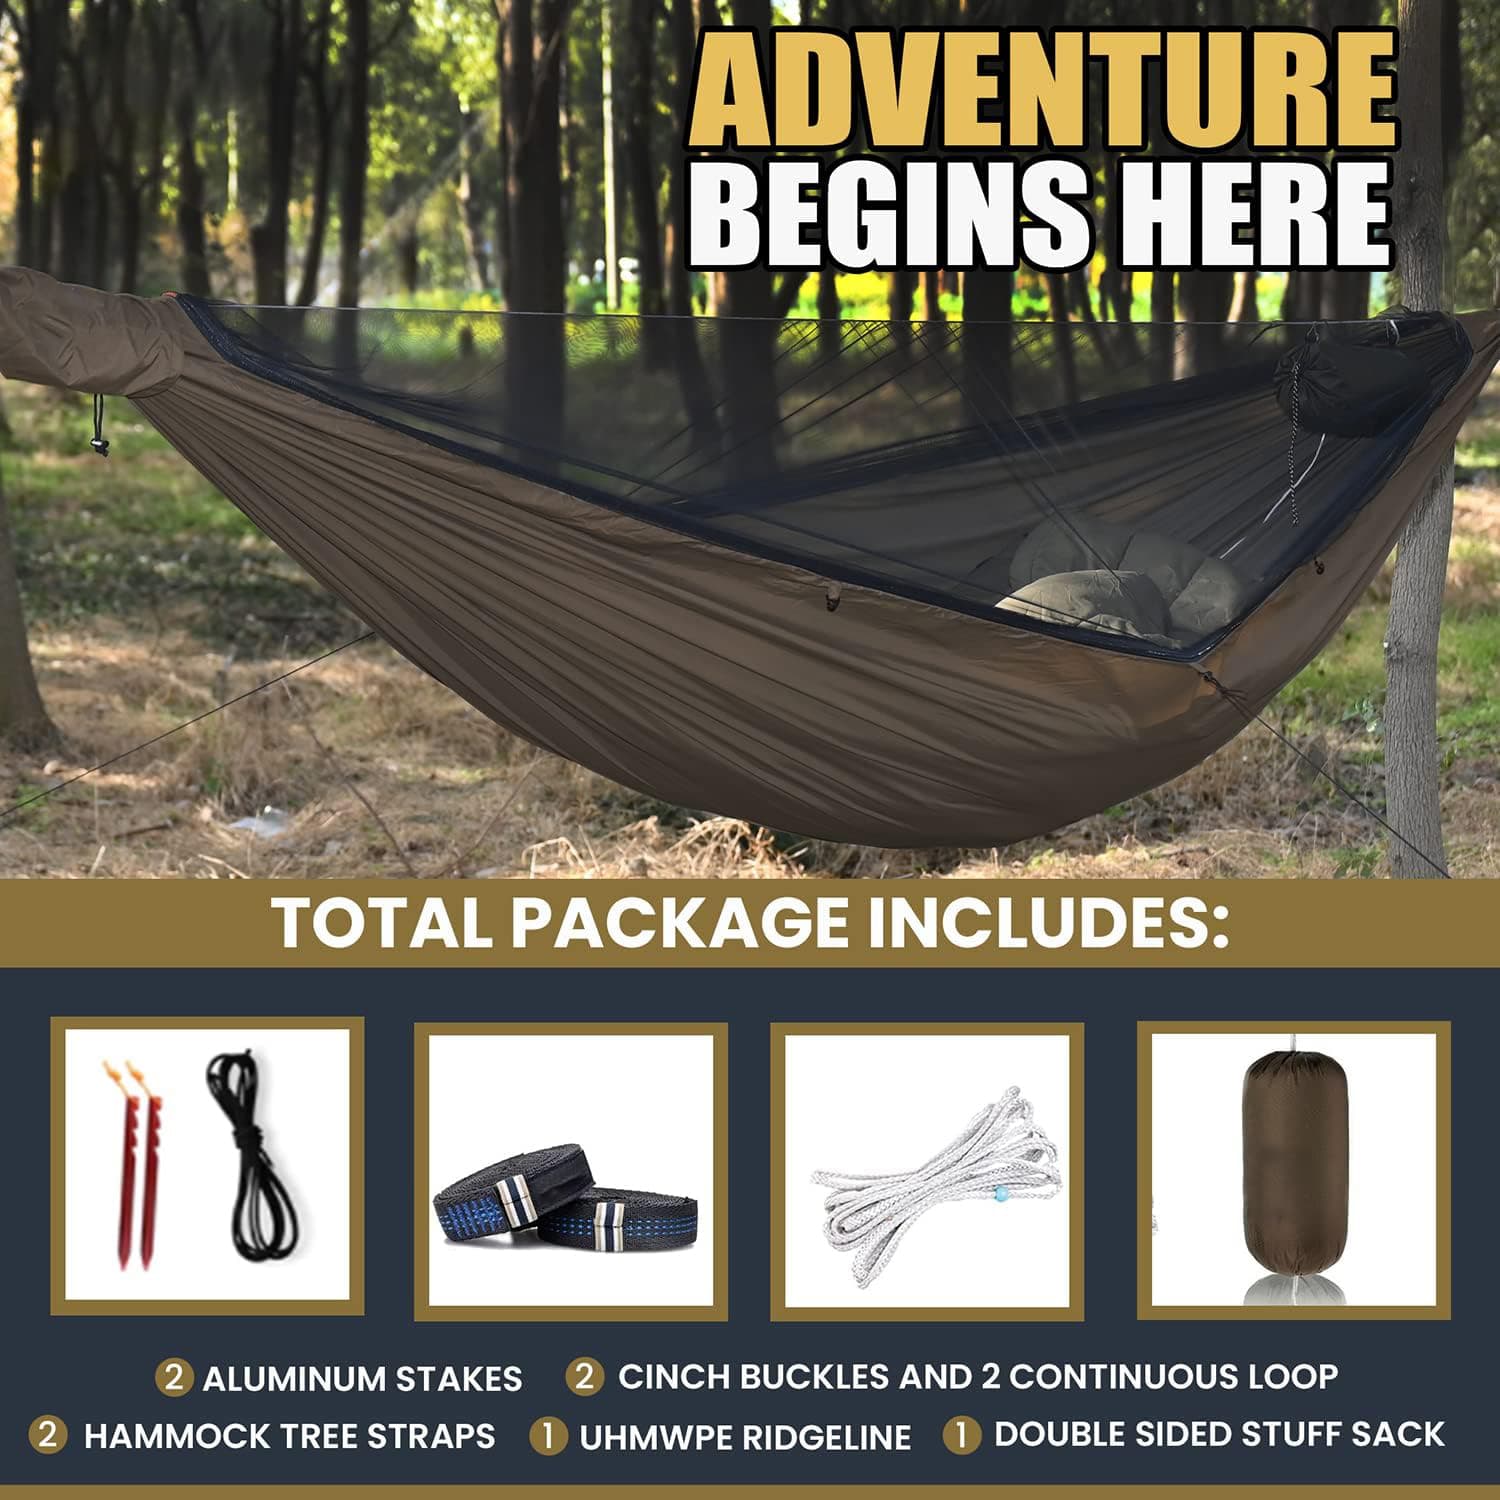 ADVENTURE
BEGINS HERE
TOTAL PACKAGE INCLUDES:
2 ALUMINUM STAKES 2 CINCH BUCKLES AND 2 CONTINUOUS LOOP
2 HAMMOCK TREE STRAPS 1 UHMWPE RIDGELINE 1 DOUBLE SIDED STUFF SACK